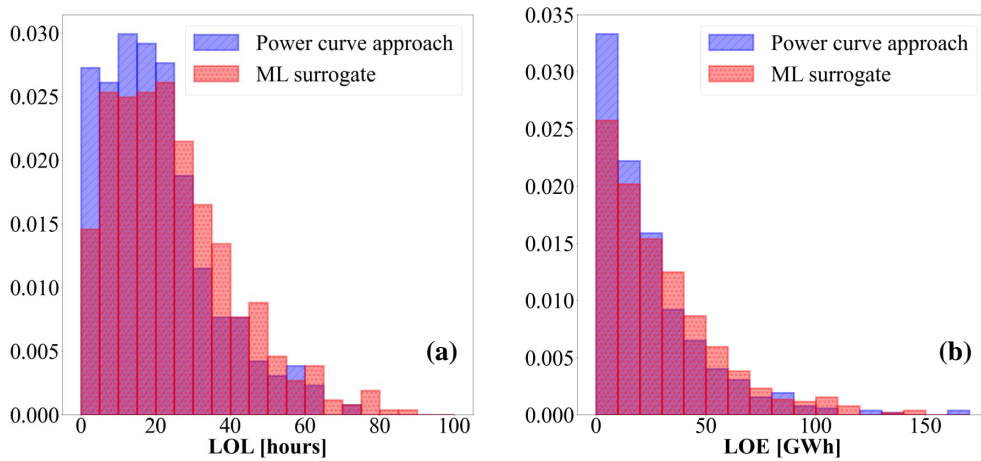 0.030
0.025
0.020
0.015
0.010
0.005
0.000
0 20 40 60 80 100
LOL [hours]
Power curve approach
ML surrogate
(a)
0.035
0.030
0.025
0.020
0.015
0.010
0.005
0.000
0 50 100 150
LOE [GWh]
Power curve approach
ML surrogate
(b)